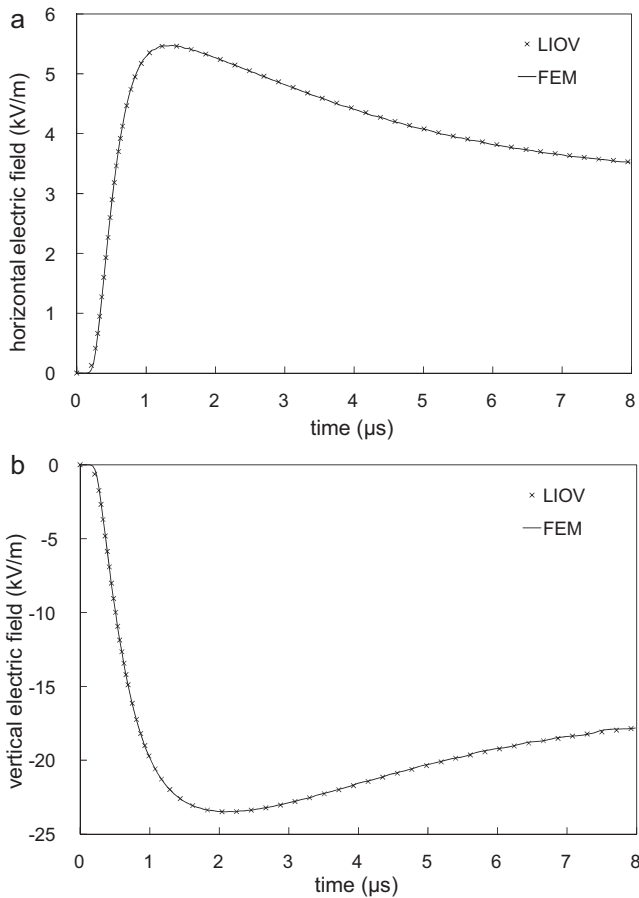 a
horizontal electric field (kV/m)
6
5
4
3
2
1
0
× LIOV
— FEM
0 1 2 3 4 5 6 7 8
time (µs)
b
vertical electric field (kV/m)
0
-5
-10
-15
-20
-25
× LIOV
— FEM
0 1 2 3 4 5 6 7 8
time (µs)